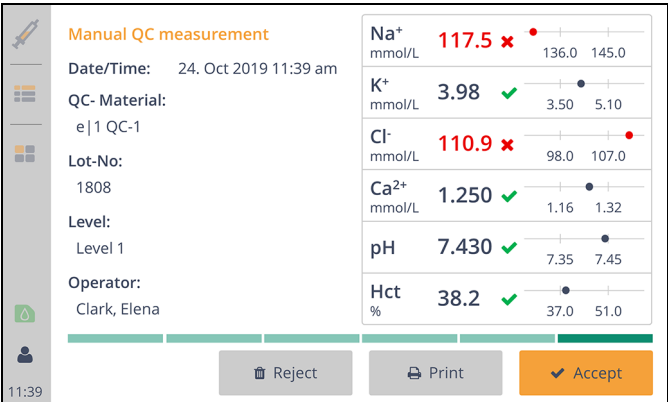 Manual QC measurement
Date/Time: 24. Oct 2019 11:39 am
QC- Material:
e|1 QC-1
Lot-No:
1808
Level:
Level 1
Operator:
Clark, Elena
Na+ 117.5
mmol/L 136.0 145.0
K+ 3.98
mmol/L 3.50 5.10
Cl- 110.9
mmol/L 98.0 107.0
Ca2+ 1.250
mmol/L 1.16 1.32
pH 7.430
7.35 7.45
Hct 38.2
% 37.0 51.0
Reject Print Accept
11:39